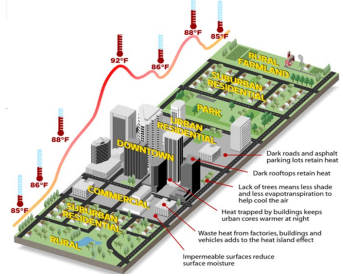 88°F
85°F
92°F
86°F
88°F
86°F
85°F
RURAL
FARMLAND
SUBURBAN
RESIDENTIAL
PARK
URBAN
RESIDENTIAL
DOWNTOWN
COMMERCIAL
SUBURBAN
RESIDENTIAL
RURAL
Dark roads and asphalt
parking lots retain heat
Dark rooftops retain heat
Lack of trees means less shade
and less evapotranspiration to
help cool the air
Heat trapped by buildings keeps
urban cores warmer at night
Waste heat from factories, buildings and
vehicles adds to the heat island effect
Impermeable surfaces reduce
surface moisture